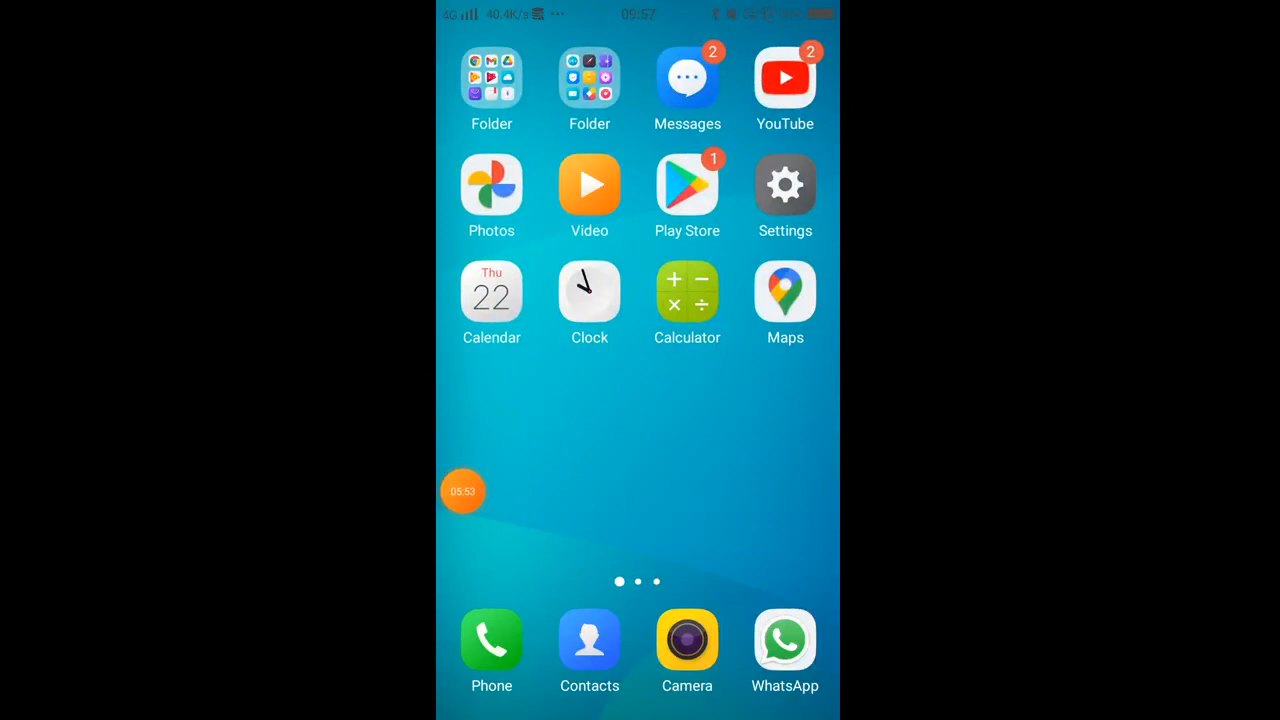 4G 40.4K/s ... 09:57
2 2
Folder Folder Messages YouTube
1
Photos Video Play Store Settings
Thu
22
Calendar Clock Calculator Maps
05:53
Phone Contacts Camera WhatsApp